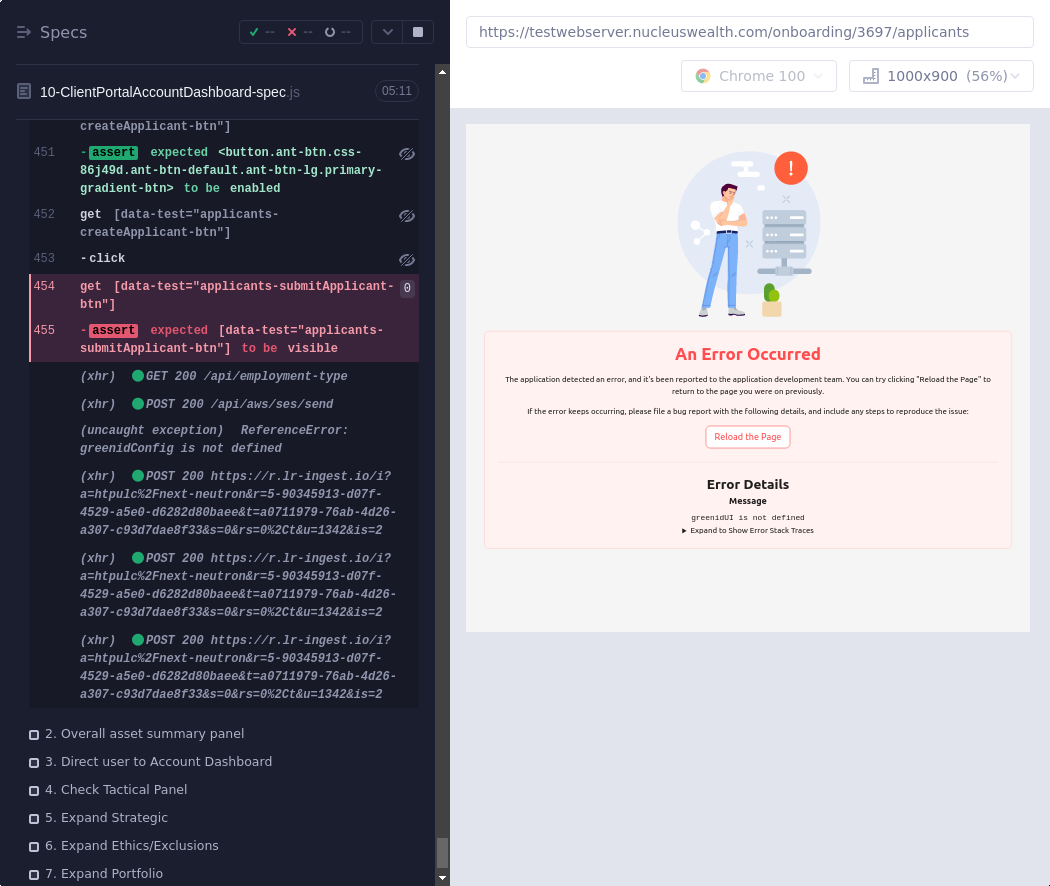 Specs
-- -- --
10-ClientPortalAccountDashboard-spec.js
05:11
createApplicant-btn"]
451 -assert expected <button.ant-btn.css-
86j49d.ant-btn-default.ant-btn-lg.primary-
gradient-btn> to be enabled
452 get [data-test="applicants-
createApplicant-btn"]
453 -click
454 get [data-test="applicants-submitApplicant- 0
btn"]
455 -assert expected [data-test="applicants-
submitApplicant-btn"] to be visible
(xhr) GET 200 /api/employment-type
(xhr) POST 200 /api/aws/ses/send
(uncaught exception) ReferenceError:
greenidConfig is not defined
(xhr) POST 200 https://r.lr-ingest.io/i?
a=htpulc%2Fnext-neutron&r=5-90345913-d07f-
4529-a5e0-d6282d80baee&t=a0711979-76ab-4d26-
a307-c93d7dae8f33&s=0&rs=0%2Ct&u=1342&is=2
(xhr) POST 200 https://r.lr-ingest.io/i?
a=htpulc%2Fnext-neutron&r=5-90345913-d07f-
4529-a5e0-d6282d80baee&t=a0711979-76ab-4d26-
a307-c93d7dae8f33&s=0&rs=0%2Ct&u=1342&is=2
(xhr) POST 200 https://r.lr-ingest.io/i?
a=htpulc%2Fnext-neutron&r=5-90345913-d07f-
4529-a5e0-d6282d80baee&t=a0711979-76ab-4d26-
a307-c93d7dae8f33&s=0&rs=0%2Ct&u=1342&is=2
2. Overall asset summary panel
3. Direct user to Account Dashboard
4. Check Tactical Panel
5. Expand Strategic
6. Expand Ethics/Exclusions
7. Expand Portfolio
https://testwebserver.nucleuswealth.com/onboarding/3697/applicants
Chrome 100
1000x900 (56%)
!
An Error Occurred
The application detected an error, and it's been reported to the application development team. You can try clicking "Reload the Page" to
return to the page you were on previously.
If the error keeps occurring, please file a bug report with the following details, and include any steps to reproduce the issue:
Reload the Page
Error Details
Message
greenidUI is not defined
Expand to Show Error Stack Traces